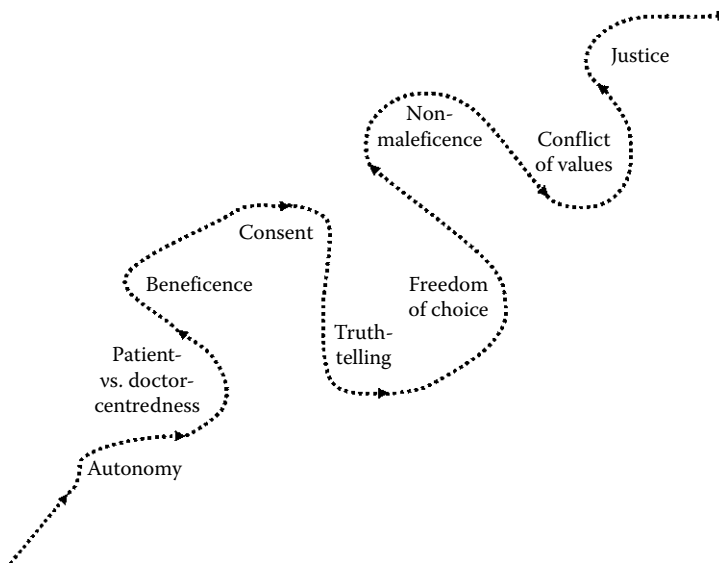 Justice
Non-
maleficence
Conflict
of values
Consent
Beneficence
Freedom
of choice
Truth-
telling
Patient-
vs. doctor-
centredness
Autonomy